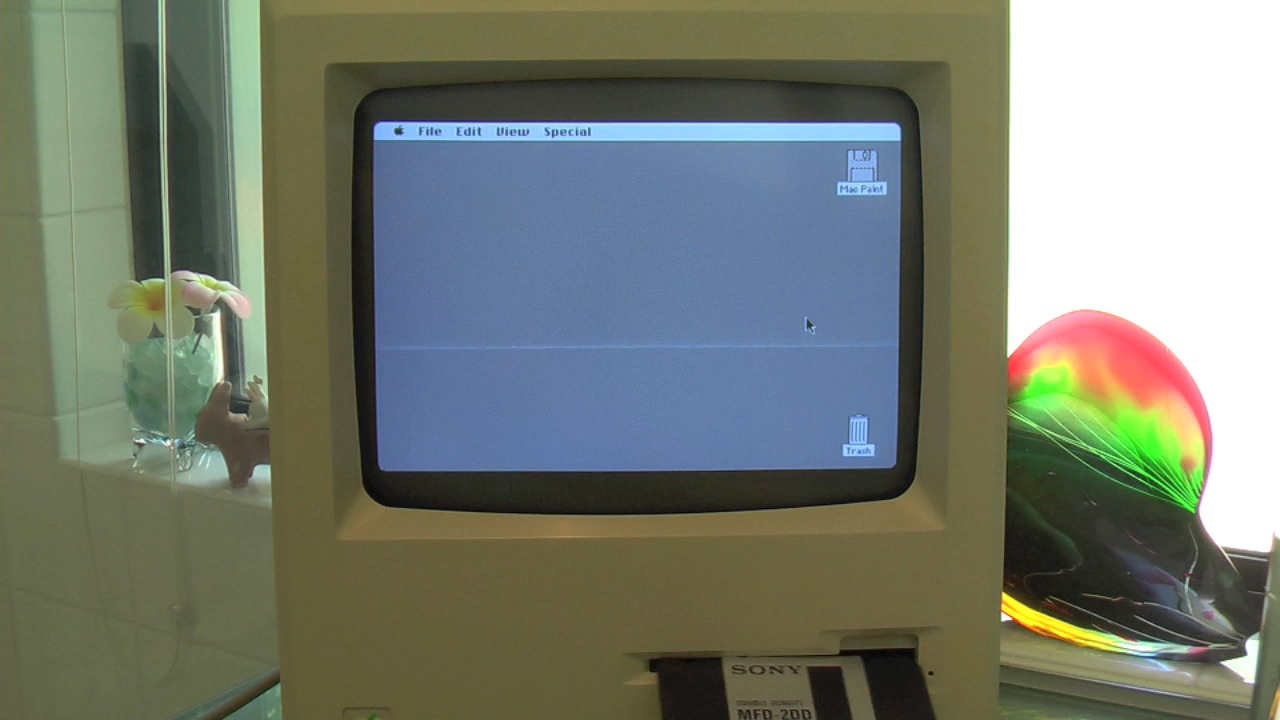 File Edit View Special
Mac Paint
Trash
SONY
DOUBLE DENSITY
MFD-2DD